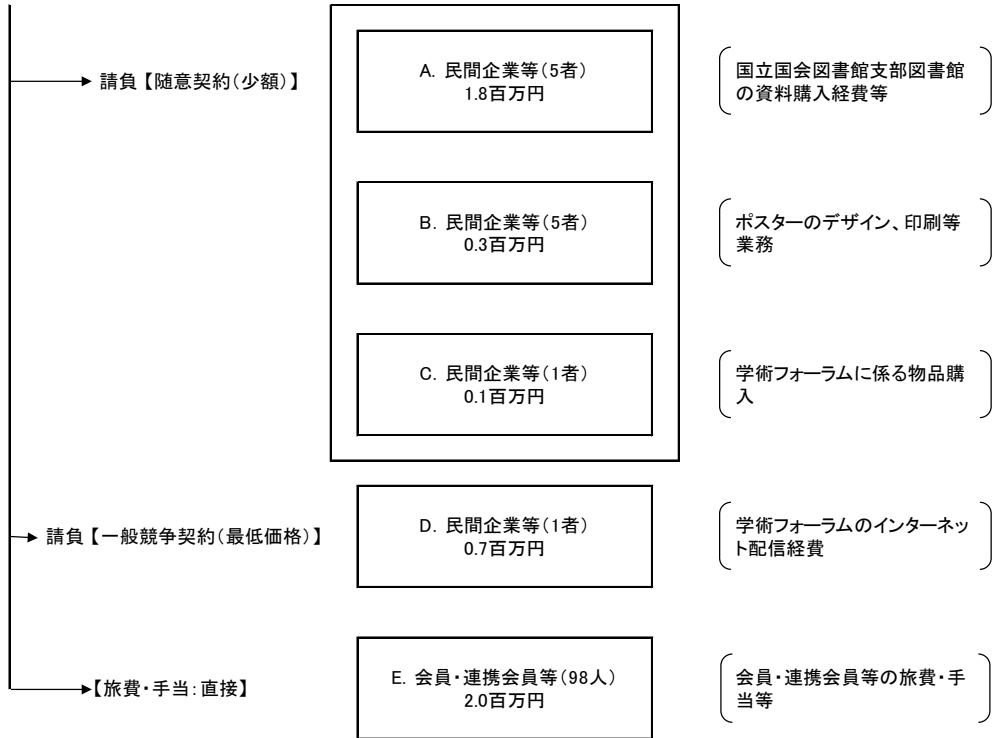 請負【随意契約(少額)】
A. 民間企業等(5者)
1.8百万円
国立国会図書館支部図書館
の資料購入経費等
B. 民間企業等(5者)
0.3百万円
ポスターのデザイン、印刷等
業務
C. 民間企業等(1者)
0.1百万円
学術フォーラムに係る物品購
入
請負【一般競争契約(最低価格)】
D. 民間企業等(1者)
0.7百万円
学術フォーラムのインターネッ
ト配信経費
【旅費・手当:直接】
E. 会員・連携会員等(98人)
2.0百万円
会員・連携会員等の旅費・手
当等